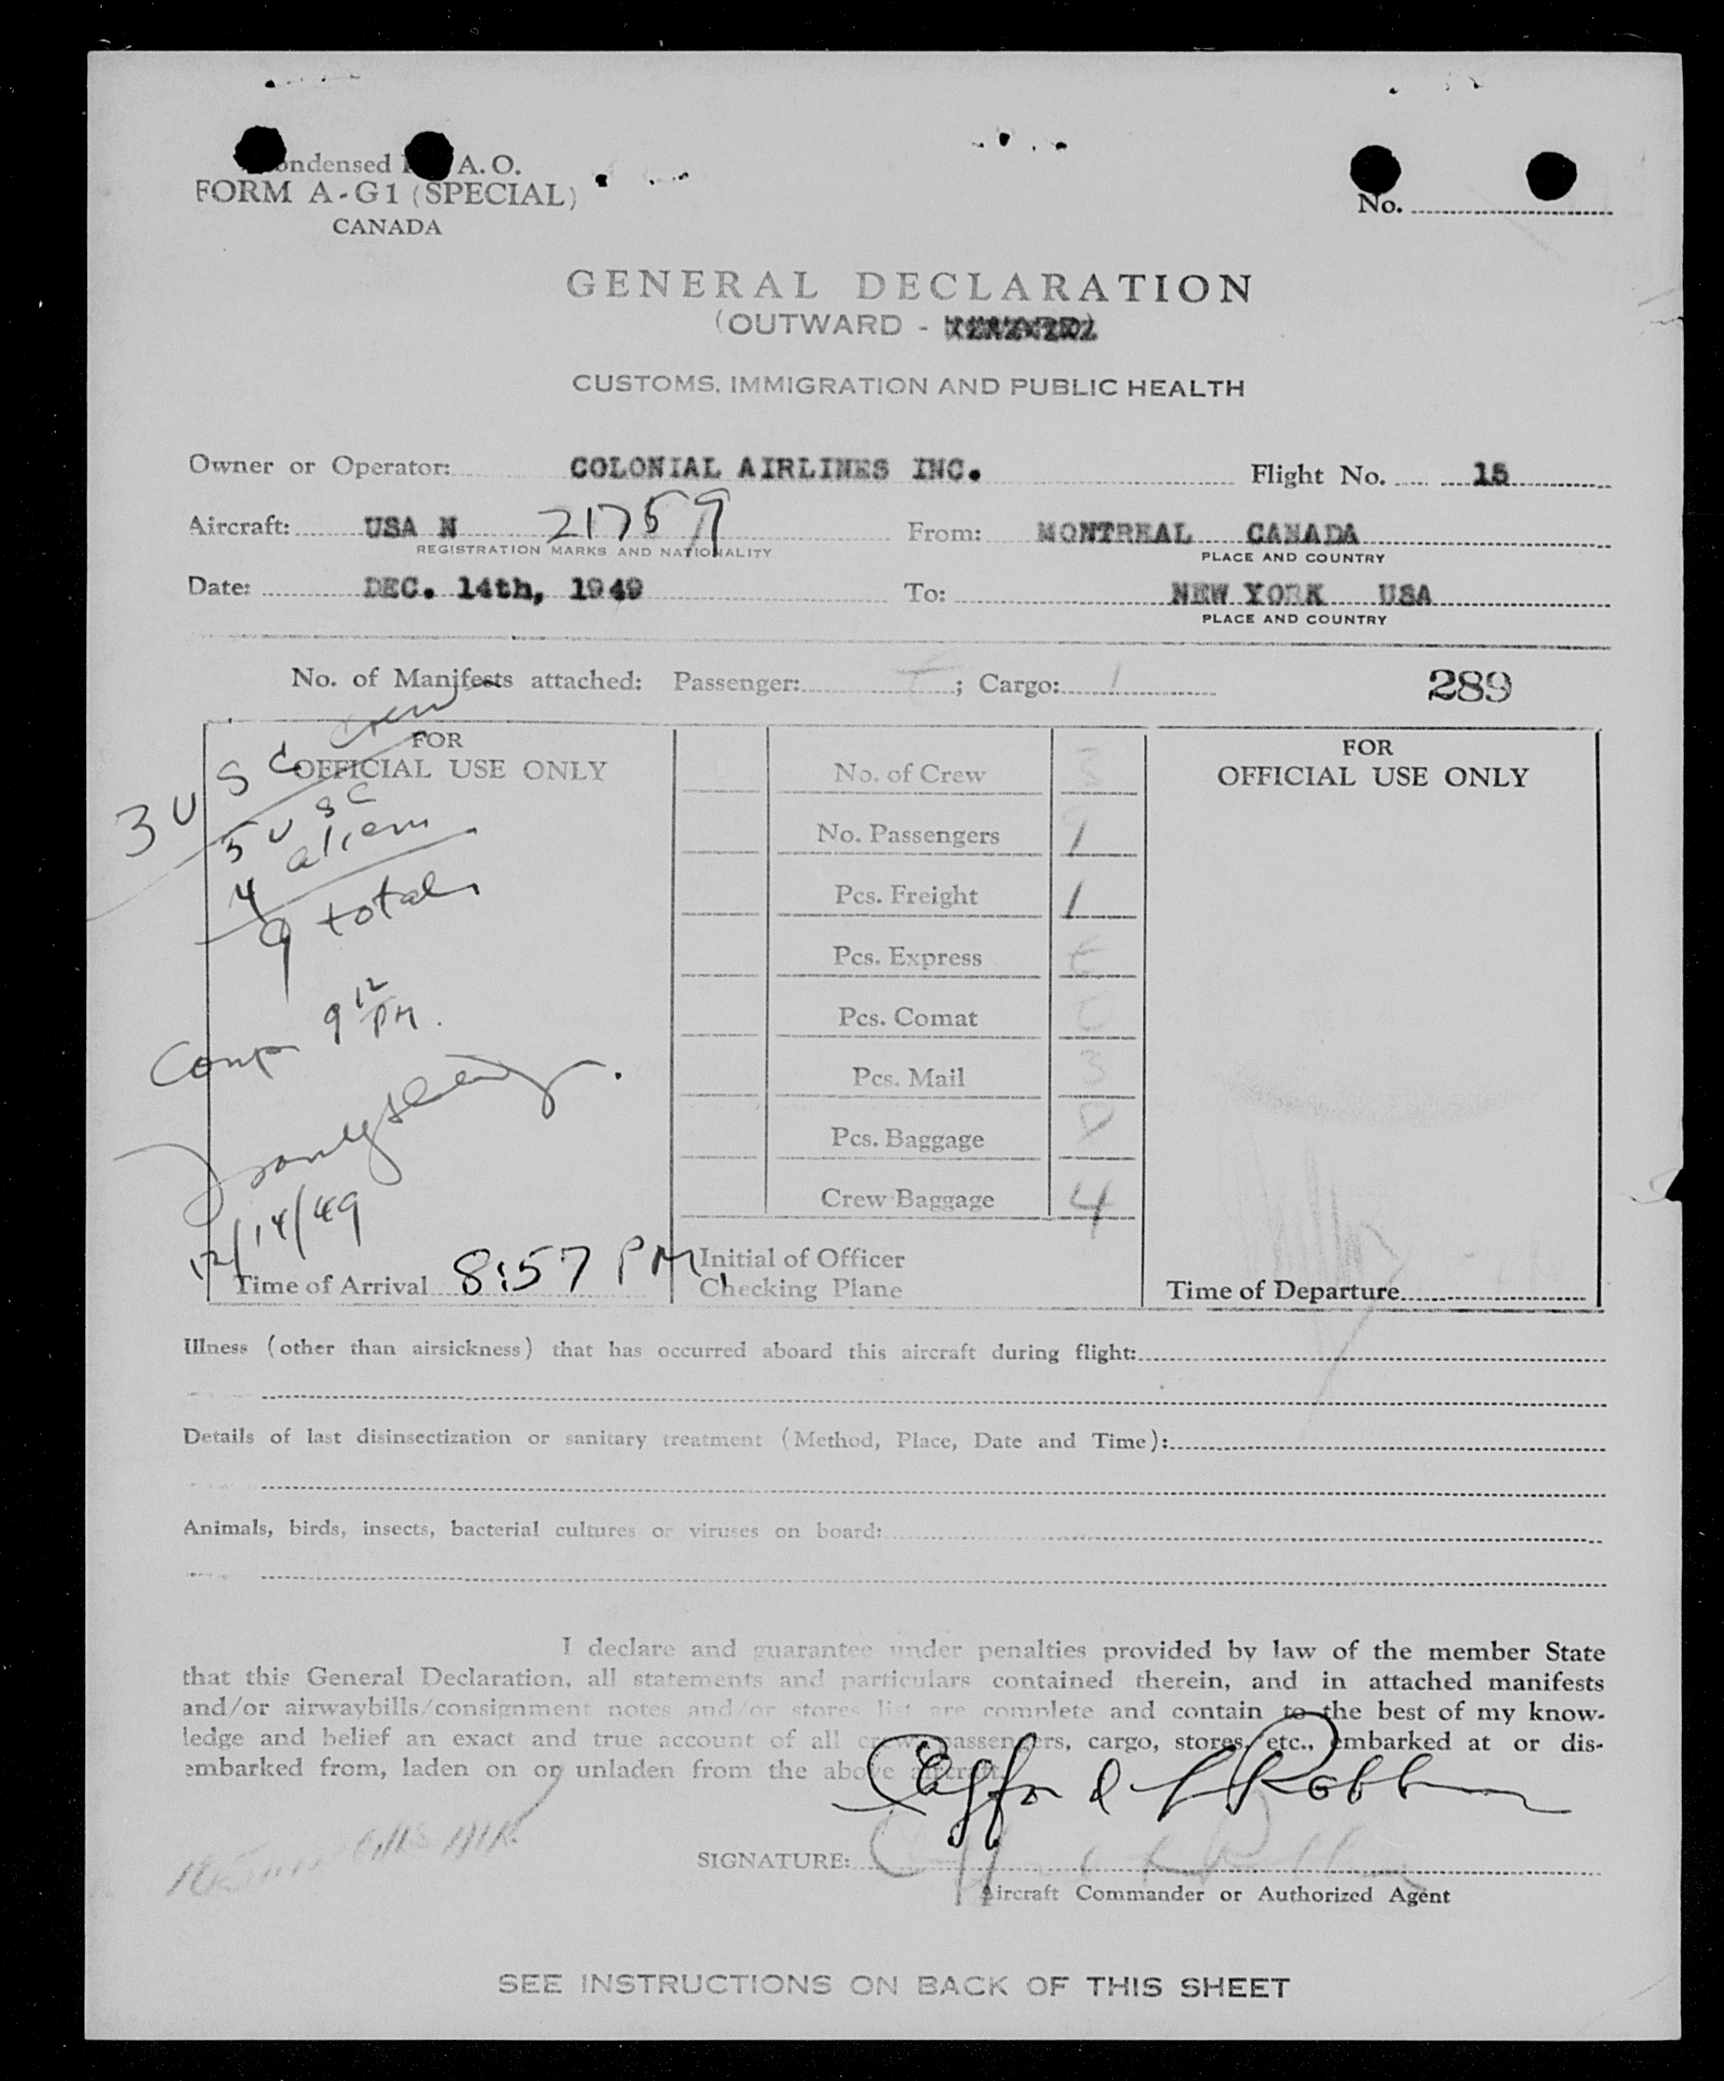 Condensed A. O.
FORM A-G1 (SPECIAL)
CANADA
No.
GENERAL DECLARATION
(OUTWARD -
CUSTOMS, IMMIGRATION AND PUBLIC HEALTH
Owner or Operator: COLONIAL AIRLINES INC. Flight No. 15
Aircraft: USA N 21759 From: MONTREAL CANADA
REGISTRATION MARKS AND NATIONALITY PLACE AND COUNTRY
Date: DEC. 14th, 1949 To: NEW YORK USA
PLACE AND COUNTRY
No. of Manifests attached: Passenger: ; Cargo: 1 289
FOR
OFFICIAL USE ONLY
3 U S C crew
5 U S C
4 alien
9 total
Comp 9 12 PM.
12/14/49
Time of Arrival 8:57 PM
No. of Crew 3
No. Passengers 9
Pcs. Freight 1
Pcs. Express
Pcs. Comat
Pcs. Mail 3
Pcs. Baggage
Crew Baggage 4
Initial of Officer
Checking Plane
FOR
OFFICIAL USE ONLY
Time of Departure
Illness (other than airsickness) that has occurred aboard this aircraft during flight:
Details of last disinsectization or sanitary treatment (Method, Place, Date and Time):
Animals, birds, insects, bacterial cultures or viruses on board:
I declare and guarantee under penalties provided by law of the member State
that this General Declaration, all statements and particulars contained therein, and in attached manifests
and/or airwaybills/consignment notes and/or stores list are complete and contain to the best of my know-
ledge and belief an exact and true account of all crew, passengers, cargo, stores, etc., embarked at or dis-
embarked from, laden on or unladen from the above aircraft.
SIGNATURE:
Aircraft Commander or Authorized Agent
SEE INSTRUCTIONS ON BACK OF THIS SHEET